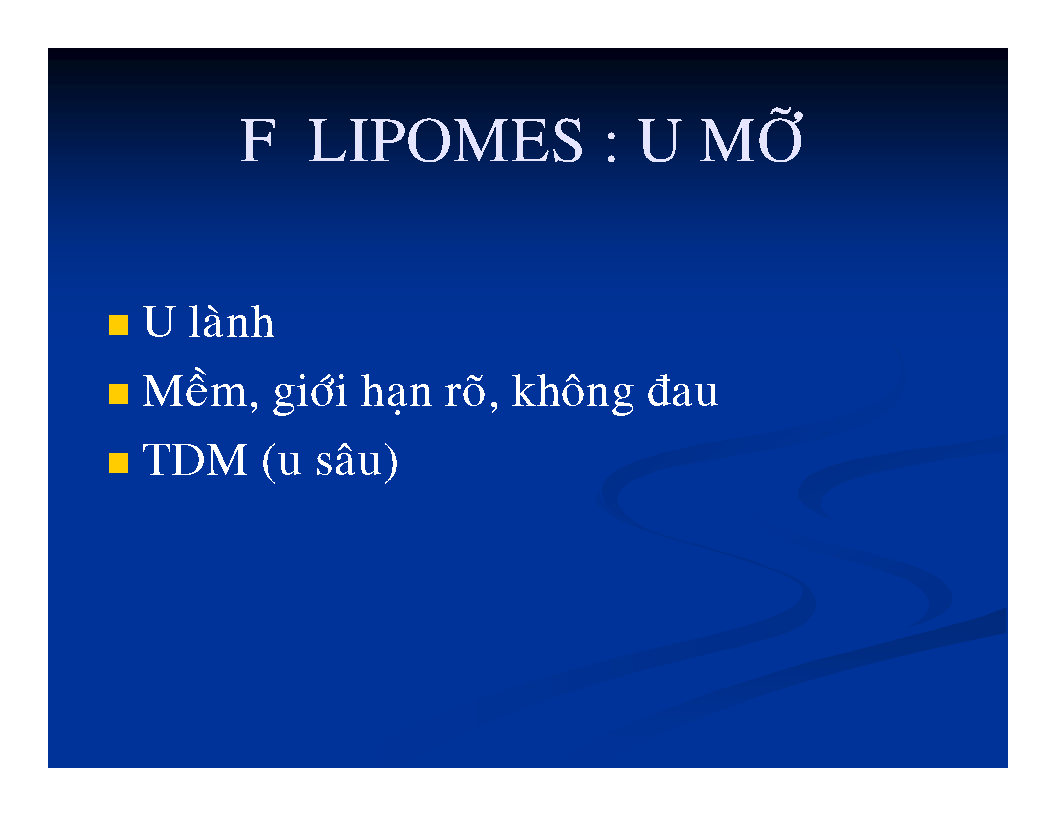 F LIPOMES : U MỠ
U lành
Mềm, giới hạn rõ, không đau
TDM (u sâu)